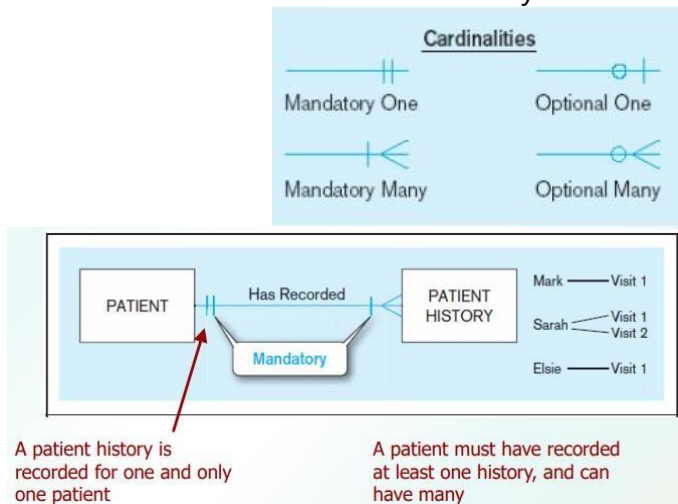 Cardinalities
Mandatory One
Optional One
Mandatory Many
Optional Many
PATIENT
Has Recorded
PATIENT
HISTORY
Mandatory
Mark Visit 1
Sarah Visit 1
Visit 2
Elsie Visit 1
A patient history is
recorded for one and only
one patient
A patient must have recorded
at least one history, and can
have many